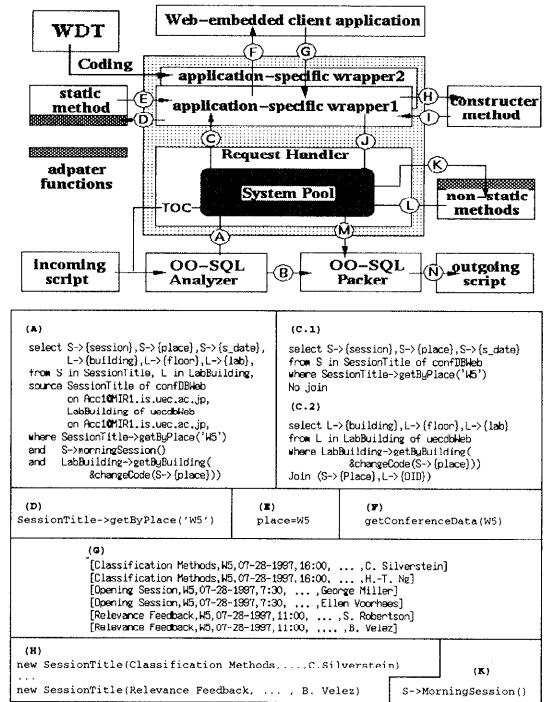 Web-embedded client application
WDT
F
G
Coding
application-specific wrapper2
static
method
E
application-specific wrapper1
H
constructer
method
D
I
C
J
adpater
functions
Request Handler
K
System Pool
TOC
L
non-static
methods
A
M
incoming
script
OO-SQL
Analyzer
B
OO-SQL
Packer
N
outgoing
script
(A)
select S->{session},S->{place},S->{s_date},
L->{building},L->{floor},L->{lab},
from S in SessionTitle, L in LabBuilding,
source SessionTitle of confDBWeb
on Acc1@MIR1.is.uec.ac.jp,
LabBuilding of uecdbWeb
on Acc1@MIR1.is.uec.ac.jp,
where SessionTitle->getByPlace('W5')
and S->morningSession()
and LabBuilding->getByBuilding(
&changeCode(S->{place}))
(C.1)
select S->{session},S->{place},S->{s_date}
from S in SessionTitle of confDBWeb
where SessionTitle->getByPlace('W5')
No join
(C.2)
select L->{building},L->{floor},L->{lab}
from L in LabBuilding of uecdbWeb
where LabBuilding->getByBuilding(
&changeCode(S->{place}))
Join (S->{Place},L->{OID})
(D)
SessionTitle->getByPlace('W5')
(E)
place=W5
(F)
getConferenceData(W5)
(G)
[Classification Methods,W5,07-28-1997,16:00, ... ,C. Silverstein]
[Classification Methods,W5,07-28-1997,16:00, ... ,H.-T. Ng]
[Opening Session,W5,07-28-1997,7:30, ... ,George Miller]
[Opening Session,W5,07-28-1997,7:30, ... ,Ellen Voorhees]
[Relevance Feedback,W5,07-28-1997,11:00, ... ,S. Robertson]
[Relevance Feedback,W5,07-28-1997,11:00, ...., B. Velez]
(H)
new SessionTitle(Classification Methods,...,C.Silverstein)
...
new SessionTitle(Relevance Feedback, ... , B. Velez)
(K)
S->MorningSession()